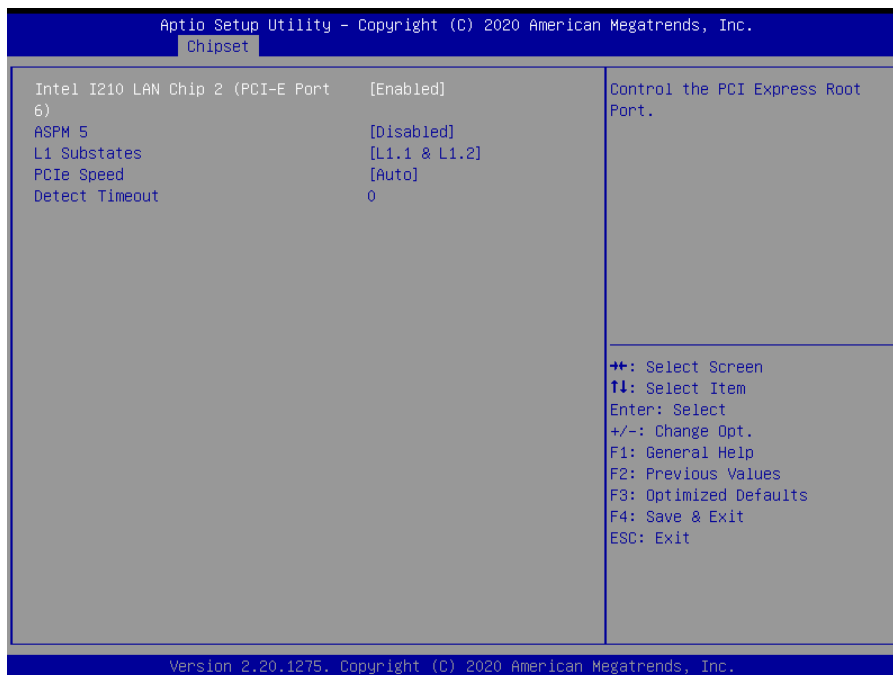 Aptio Setup Utility – Copyright (C) 2020 American Megatrends, Inc.
Chipset
Intel I210 LAN Chip 2 (PCI-E Port 6) [Enabled]
ASPM 5 [Disabled]
L1 Substates [L1.1 & L1.2]
PCIe Speed [Auto]
Detect Timeout 0
Control the PCI Express Root
Port.
→←: Select Screen
↑↓: Select Item
Enter: Select
+/-: Change Opt.
F1: General Help
F2: Previous Values
F3: Optimized Defaults
F4: Save & Exit
ESC: Exit
Version 2.20.1275. Copyright (C) 2020 American Megatrends, Inc.